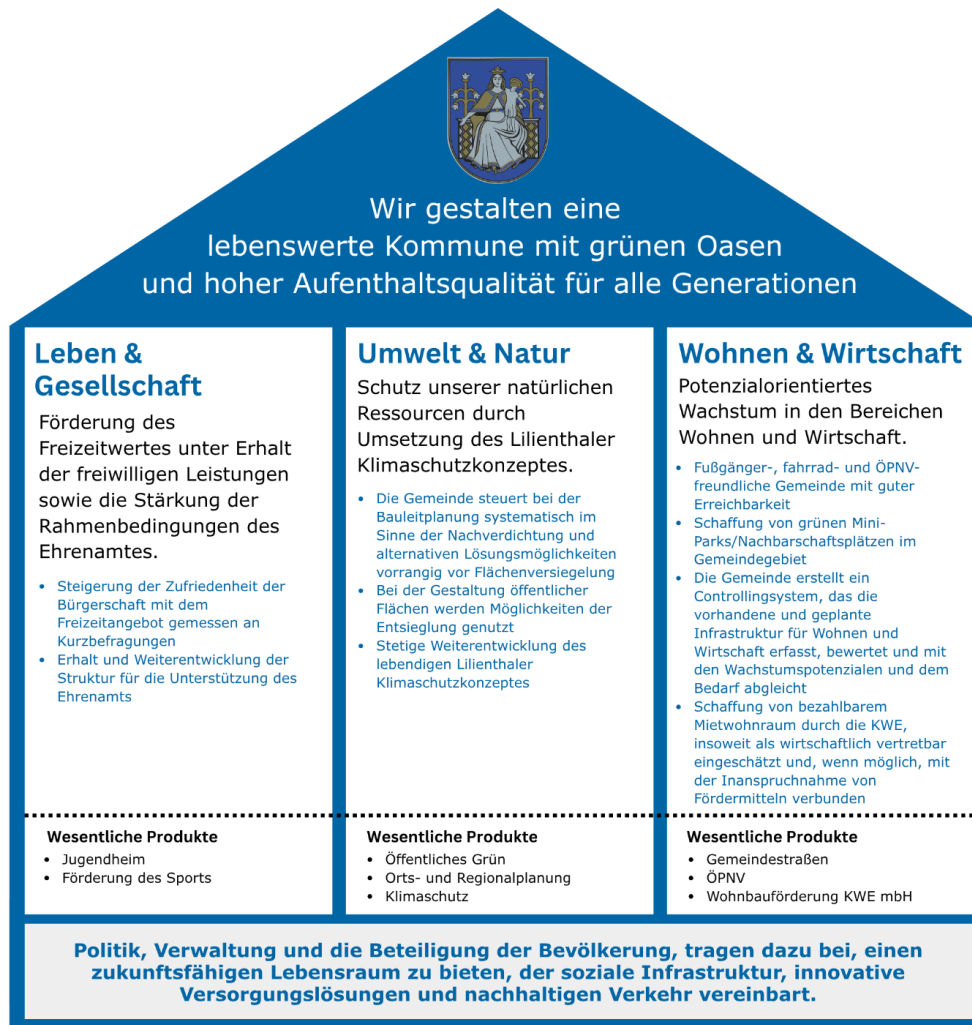 Wir gestalten eine
lebenswerte Kommune mit grünen Oasen
und hoher Aufenthaltsqualität für alle Generationen
Leben &
Gesellschaft
Förderung des
Freizeitwertes unter Erhalt
der freiwilligen Leistungen
sowie die Stärkung der
Rahmenbedingungen des
Ehrenamtes.
• Steigerung der Zufriedenheit der
Bürgerschaft mit dem
Freizeitangebot gemessen an
Kurzbefragungen
• Erhalt und Weiterentwicklung der
Struktur für die Unterstützung des
Ehrenamts
Wesentliche Produkte
• Jugendheim
• Förderung des Sports
Umwelt & Natur
Schutz unserer natürlichen
Ressourcen durch
Umsetzung des Lilienthaler
Klimaschutzkonzeptes.
• Die Gemeinde steuert bei der
Bauleitplanung systematisch im
Sinne der Nachverdichtung und
alternativen Lösungsmöglichkeiten
vorrangig vor Flächenversiegelung
• Bei der Gestaltung öffentlicher
Flächen werden Möglichkeiten der
Entsieglung genutzt
• Stetige Weiterentwicklung des
lebendigen Lilienthaler
Klimaschutzkonzeptes
Wesentliche Produkte
• Öffentliches Grün
• Orts- und Regionalplanung
• Klimaschutz
Wohnen & Wirtschaft
Potenzialorientiertes
Wachstum in den Bereichen
Wohnen und Wirtschaft.
• Fußgänger-, fahrrad- und ÖPNV-
freundliche Gemeinde mit guter
Erreichbarkeit
• Schaffung von grünen Mini-
Parks/Nachbarschaftsplätzen im
Gemeindegebiet
• Die Gemeinde erstellt ein
Controllingsystem, das die
vorhandene und geplante
Infrastruktur für Wohnen und
Wirtschaft erfasst, bewertet und mit
den Wachstumspotenzialen und dem
Bedarf abgleicht
• Schaffung von bezahlbarem
Mietwohnraum durch die KWE,
insoweit als wirtschaftlich vertretbar
eingeschätzt und, wenn möglich, mit
der Inanspruchnahme von
Fördermitteln verbunden
Wesentliche Produkte
• Gemeindestraßen
• ÖPNV
• Wohnbauförderung KWE mbH
Politik, Verwaltung und die Beteiligung der Bevölkerung, tragen dazu bei, einen
zukunftsfähigen Lebensraum zu bieten, der soziale Infrastruktur, innovative
Versorgungslösungen und nachhaltigen Verkehr vereinbart.